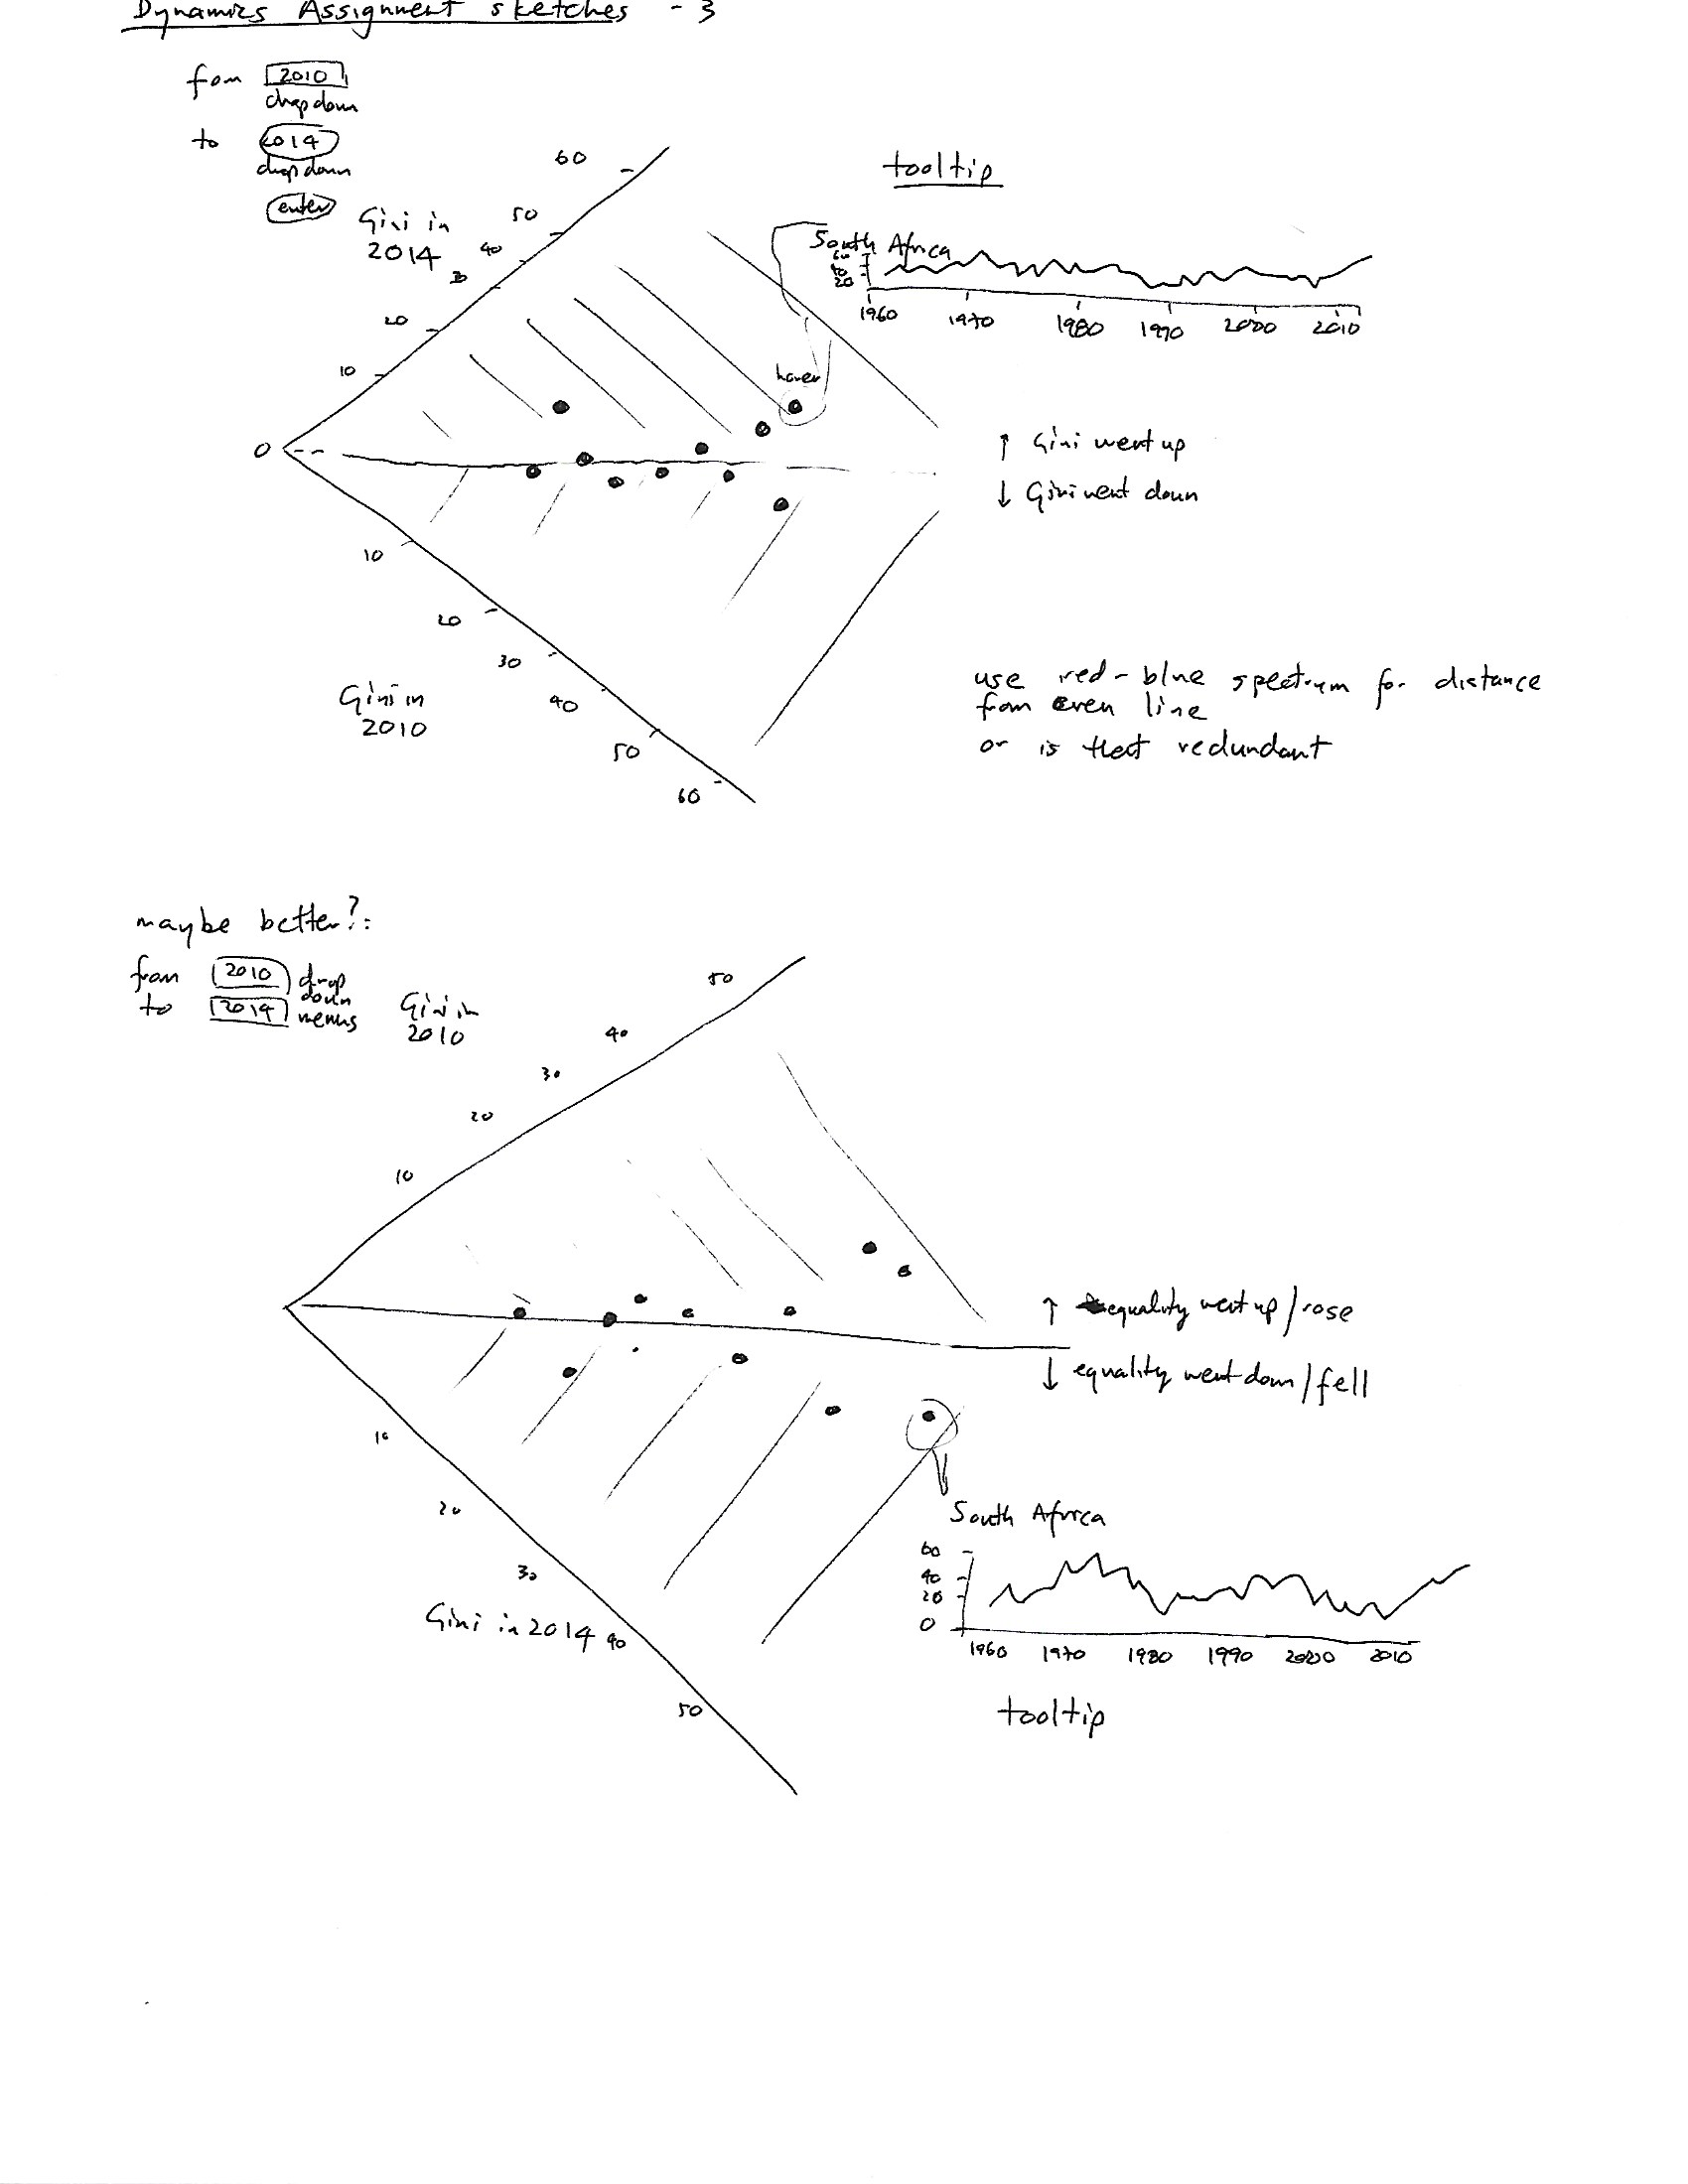 Dynamics Assignment sketches - 3
from 2010
drop down
to 2014
drop down
enter
Gini in
2014
60
50
40
30
20
10
0
10
20
30
40
50
60
Gini in
2010
tooltip
South Africa
60
40
20
1960 1970 1980 1990 2000 2010
hover
↑ Gini went up
↓ Gini went down
use red-blue spectrum for distance
from even line
or is that redundant
maybe better?:
from 2010 drop
down
to 2014 menus
Gini in
2010
50
40
30
20
10
10
20
30
40
50
Gini in 2014
↑ equality went up/rose
↓ equality went down/fell
South Africa
60
40
20
0
1960 1970 1980 1990 2000 2010
tooltip